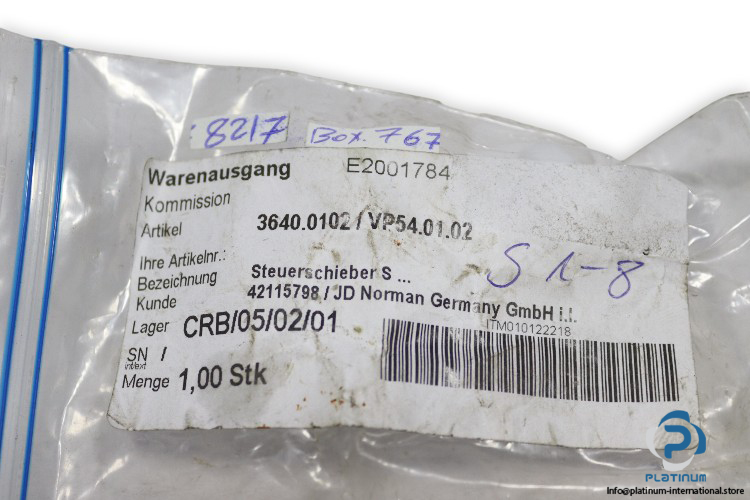 8217 Box. 767
Warenausgang E2001784
Kommission
Artikel 3640.0102 / VP54.01.02
Ihre Artikelnr.:
Bezeichnung Steuerschieber S ...
Kunde 42115798 / JD Norman Germany GmbH i.I.
S 1-8
Lager CRB/05/02/01
ITM010122218
SN /
int/ext
Menge 1,00 Stk
PLATINUM
info@platinum-international.store